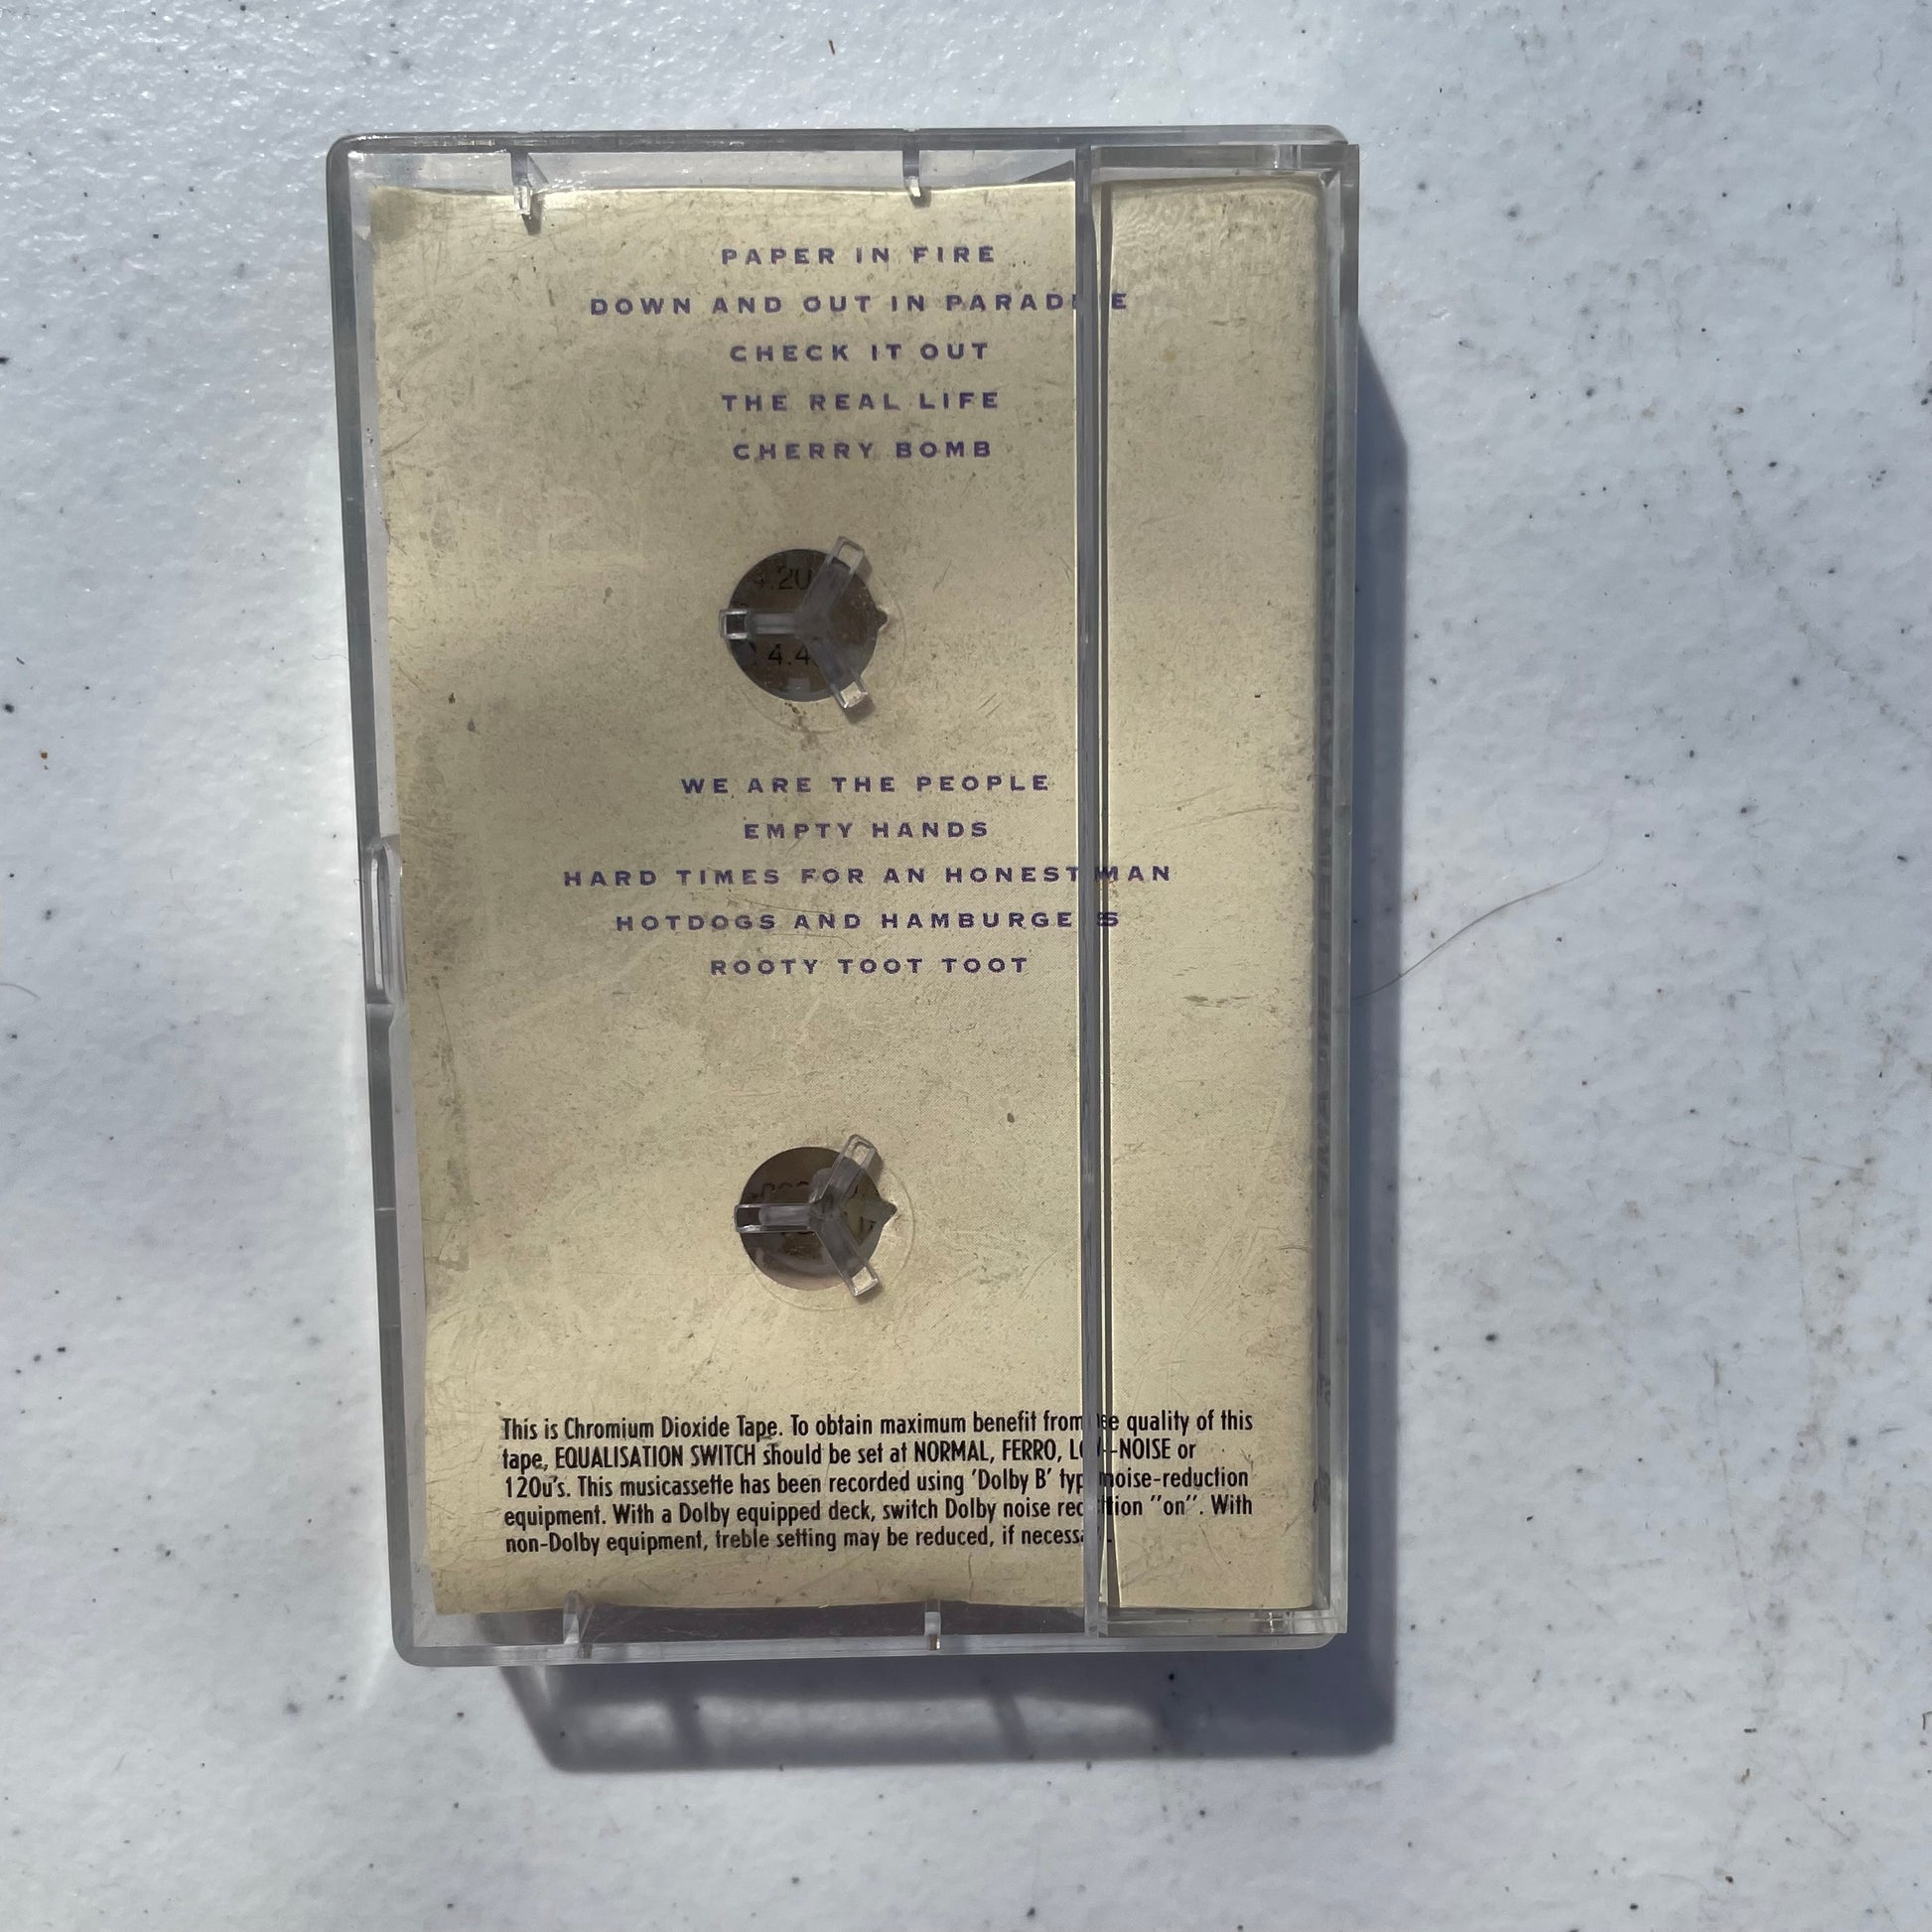 PAPER IN FIRE
DOWN AND OUT IN PARADISE
CHECK IT OUT
THE REAL LIFE
CHERRY BOMB
4.20
4.4
WE ARE THE PEOPLE
EMPTY HANDS
HARD TIMES FOR AN HONEST MAN
HOTDOGS AND HAMBURGERS
ROOTY TOOT TOOT
This is Chromium Dioxide Tape. To obtain maximum benefit from the quality of this
tape, EQUALISATION SWITCH should be set at NORMAL, FERRO, LOW-NOISE or
120u's. This musicassette has been recorded using 'Dolby B' type noise-reduction
equipment. With a Dolby equipped deck, switch Dolby noise reduction "on". With
non-Dolby equipment, treble setting may be reduced, if necessary.